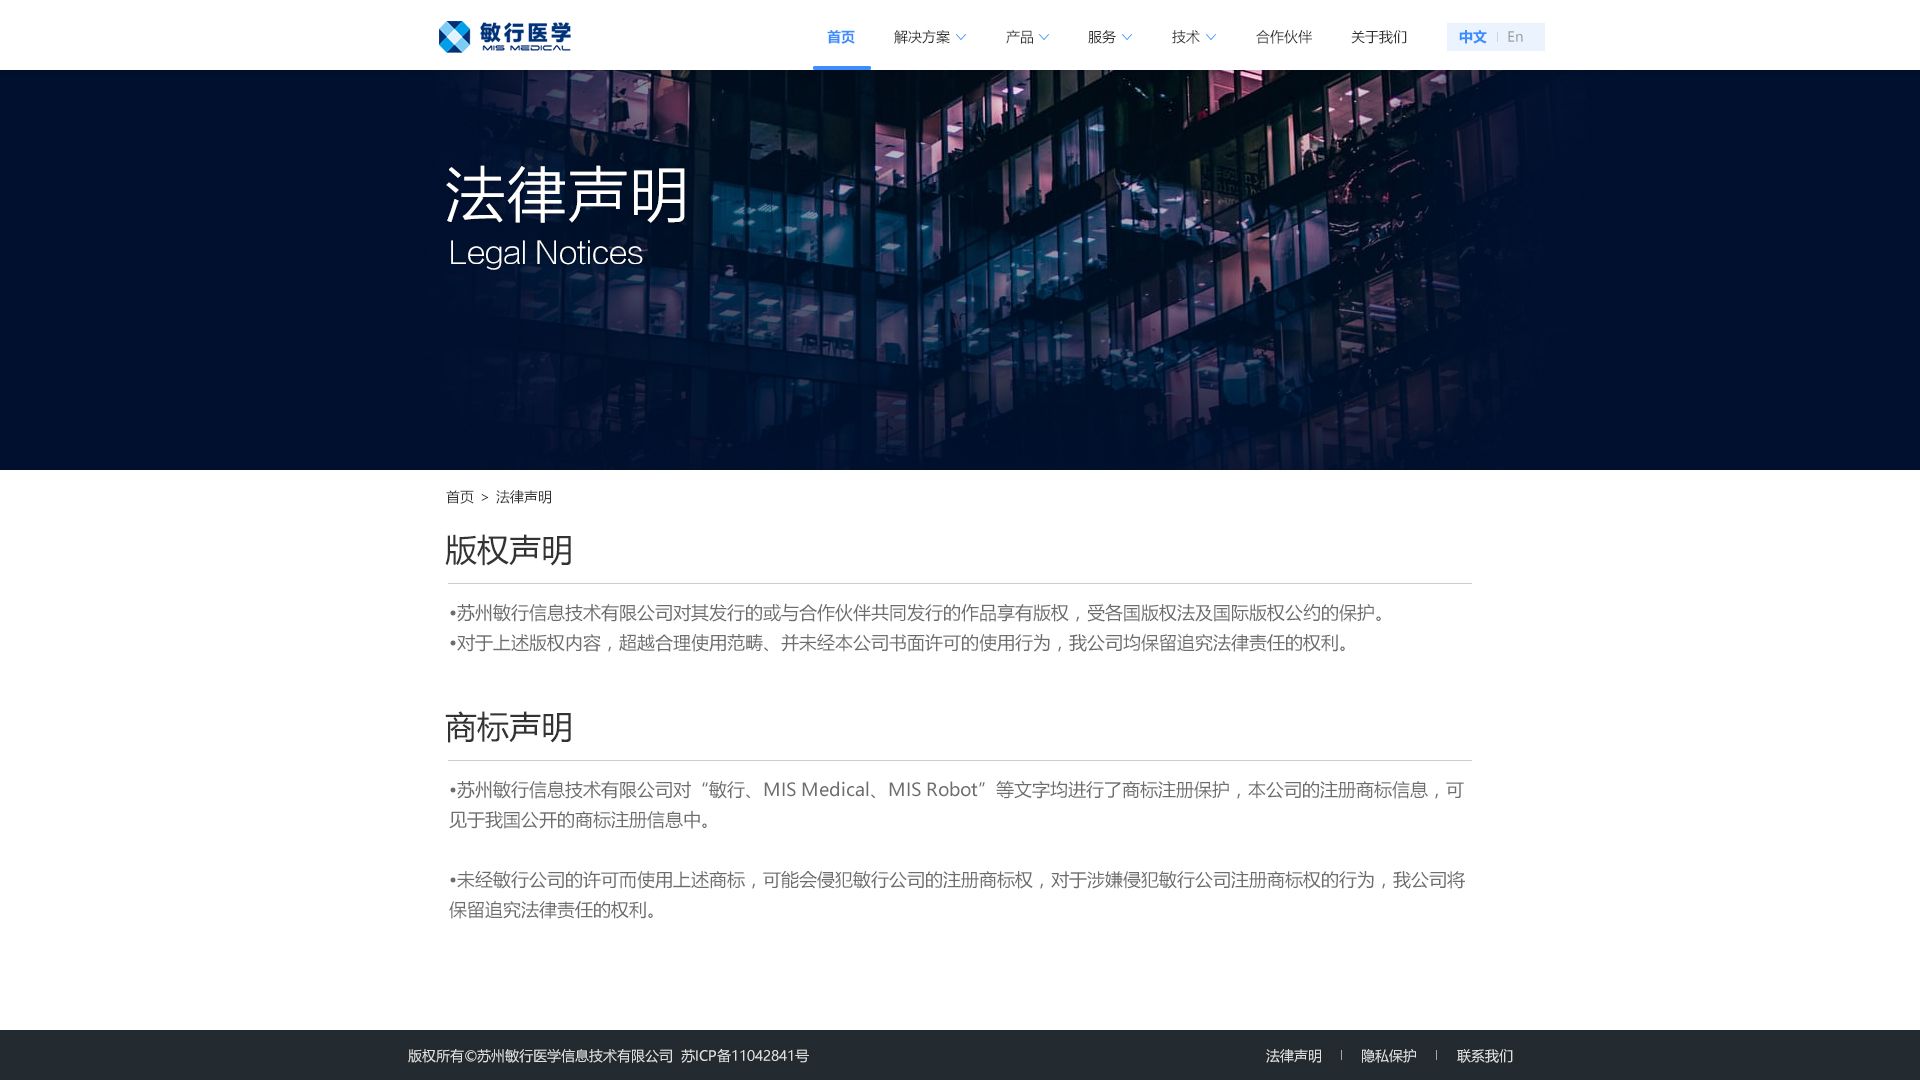 敏行医学
MIS MEDICAL
首页 解决方案 产品 服务 技术 合作伙伴 关于我们 中文 | En
法律声明
Legal Notices
首页 > 法律声明
版权声明
•苏州敏行信息技术有限公司对其发行的或与合作伙伴共同发行的作品享有版权，受各国版权法及国际版权公约的保护。
•对于上述版权内容，超越合理使用范畴、并未经本公司书面许可的使用行为，我公司均保留追究法律责任的权利。
商标声明
•苏州敏行信息技术有限公司对“敏行、MIS Medical、MIS Robot”等文字均进行了商标注册保护，本公司的注册商标信息，可
见于我国公开的商标注册信息中。
•未经敏行公司的许可而使用上述商标，可能会侵犯敏行公司的注册商标权，对于涉嫌侵犯敏行公司注册商标权的行为，我公司将
保留追究法律责任的权利。
版权所有©苏州敏行医学信息技术有限公司 苏ICP备11042841号 法律声明 | 隐私保护 | 联系我们